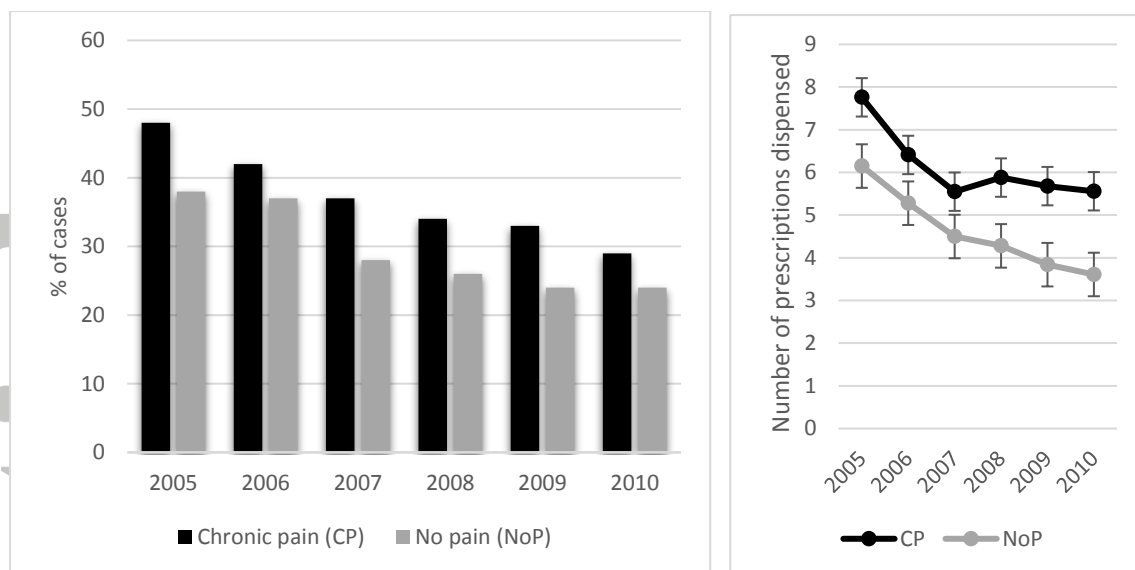 60
50
40
30
20
10
0
% of cases
2005 2006 2007 2008 2009 2010
Chronic pain (CP) No pain (NoP)
9
8
7
6
5
4
3
2
1
0
Number of prescriptions dispensed
2005 2006 2007 2008 2009 2010
CP NoP